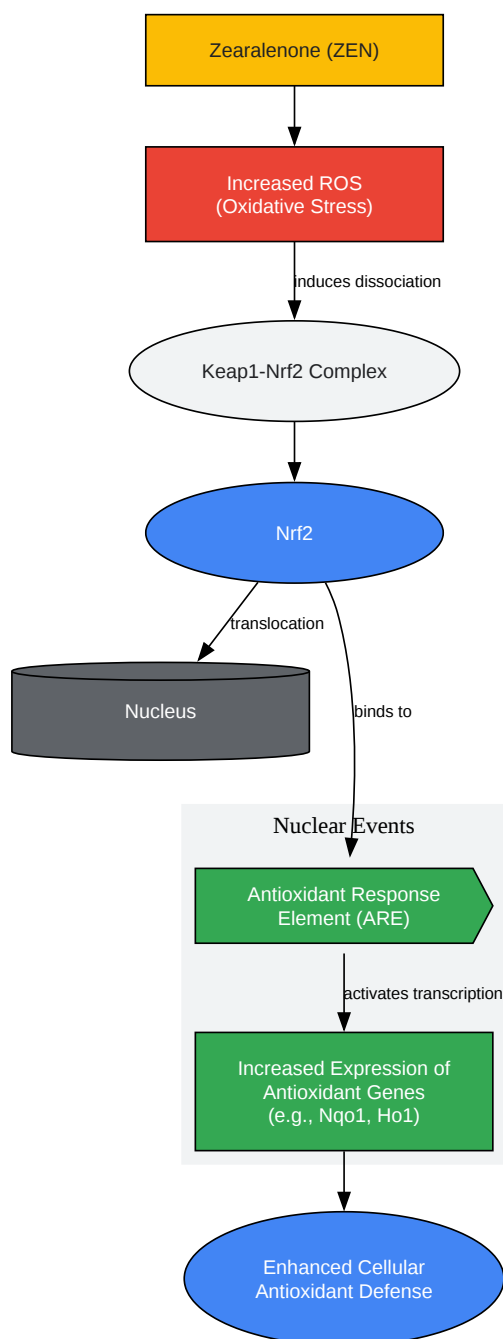 Zearalenone (ZEN)
Increased ROS
(Oxidative Stress)
induces dissociation
Keap1-Nrf2 Complex
Nrf2
translocation
Nucleus
binds to
Nuclear Events
Antioxidant Response
Element (ARE)
activates transcription
Increased Expression of
Antioxidant Genes
(e.g., Nqo1, Ho1)
Enhanced Cellular
Antioxidant Defense